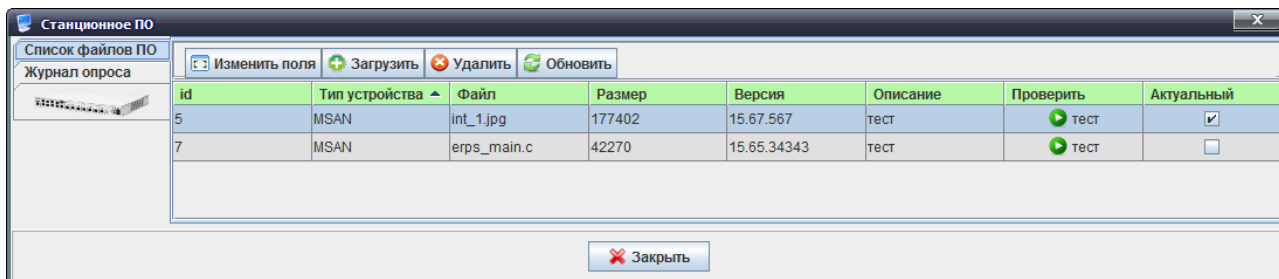 Станционное ПО
Список файлов ПО
Журнал опроса
Изменить поля Загрузить Удалить Обновить
id Тип устройства Файл Размер Версия Описание Проверить Актуальный
5 MSAN int_1.jpg 177402 15.67.567 тест тест
7 MSAN erps_main.c 42270 15.65.34343 тест тест
Закрыть